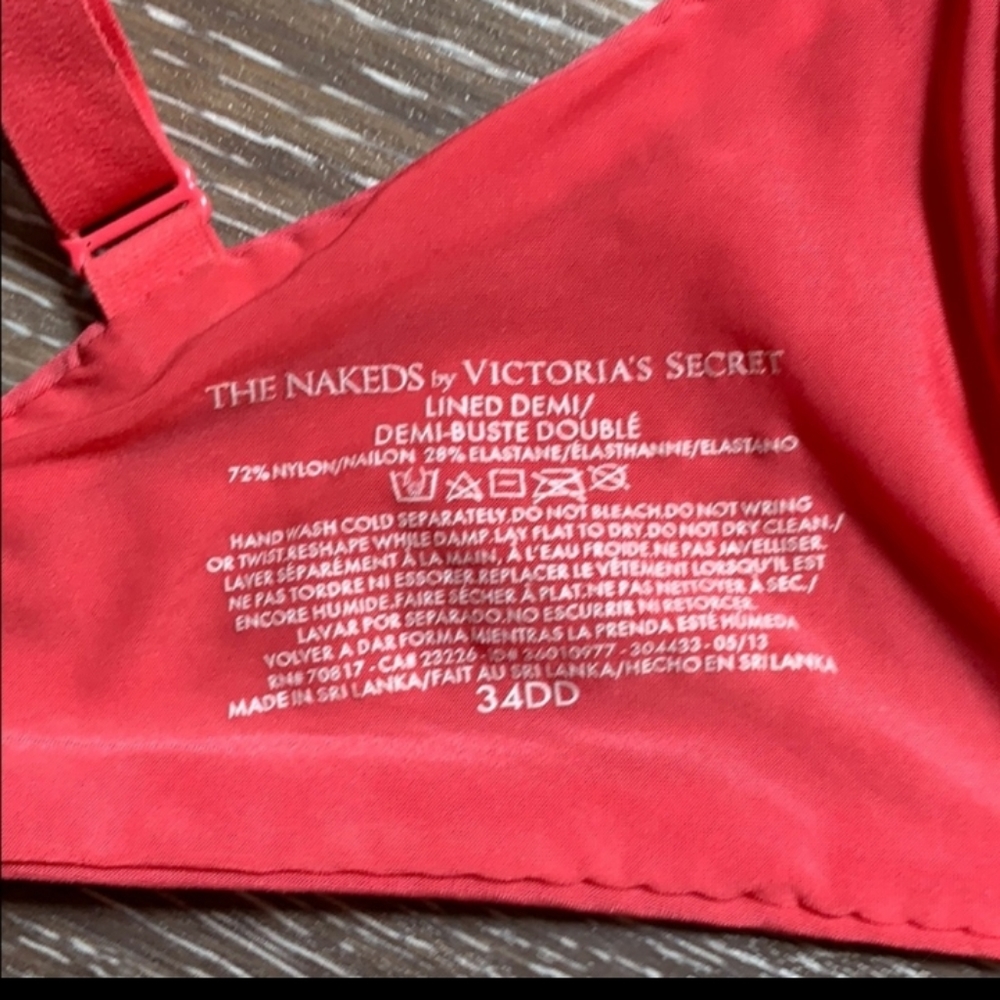 THE NAKEDS by VICTORIA'S SECRET
LINED DEMI/
DEMI-BUSTE DOUBLÉ
72% NYLON/NAILON 28% ELASTANE/ÉLASTHANNE/ELASTANO
HAND WASH COLD SEPARATELY.DO NOT BLEACH.DO NOT WRING
OR TWIST.RESHAPE WHILE DAMP.LAY FLAT TO DRY.DO NOT DRY CLEAN./
LAVER SÉPARÉMENT À LA MAIN, À L'EAU FROIDE.NE PAS JAVELLISER.
NE PAS TORDRE NI ESSORER.REPLACER LE VÊTEMENT LORSQU'IL EST
ENCORE HUMIDE.FAIRE SÉCHER À PLAT.NE PAS NETTOYER À SEC./
LAVAR POR SEPARADO.NO ESCURRIR NI RETORCER.
VOLVER A DAR FORMA MIENTRAS LA PRENDA ESTÉ HÚMEDA
RN# 70817 - CA# 23226 ID# 26010977 - 304433 - 05/13
MADE IN SRI LANKA/FAIT AU SRI LANKA/HECHO EN SRI LANKA
34DD